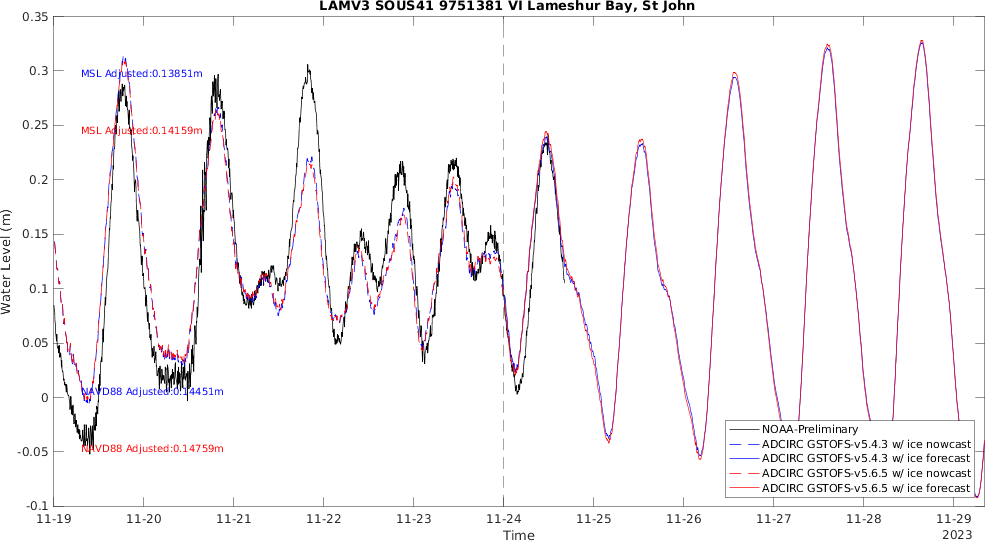 LAMV3 SOUS41 9751381 VI Lameshur Bay, St John
0.35
0.3
0.25
0.2
0.15
0.1
0.05
0
-0.05
-0.1
Water Level (m)
MSL Adjusted:0.13851m
MSL Adjusted:0.14159m
NAVD88 Adjusted:0.14451m
NAVD88 Adjusted:0.14759m
NOAA-Preliminary
ADCIRC GSTOFS-v5.4.3 w/ ice nowcast
ADCIRC GSTOFS-v5.4.3 w/ ice forecast
ADCIRC GSTOFS-v5.6.5 w/ ice nowcast
ADCIRC GSTOFS-v5.6.5 w/ ice forecast
11-19 11-20 11-21 11-22 11-23 11-24 11-25 11-26 11-27 11-28 11-29
Time
2023